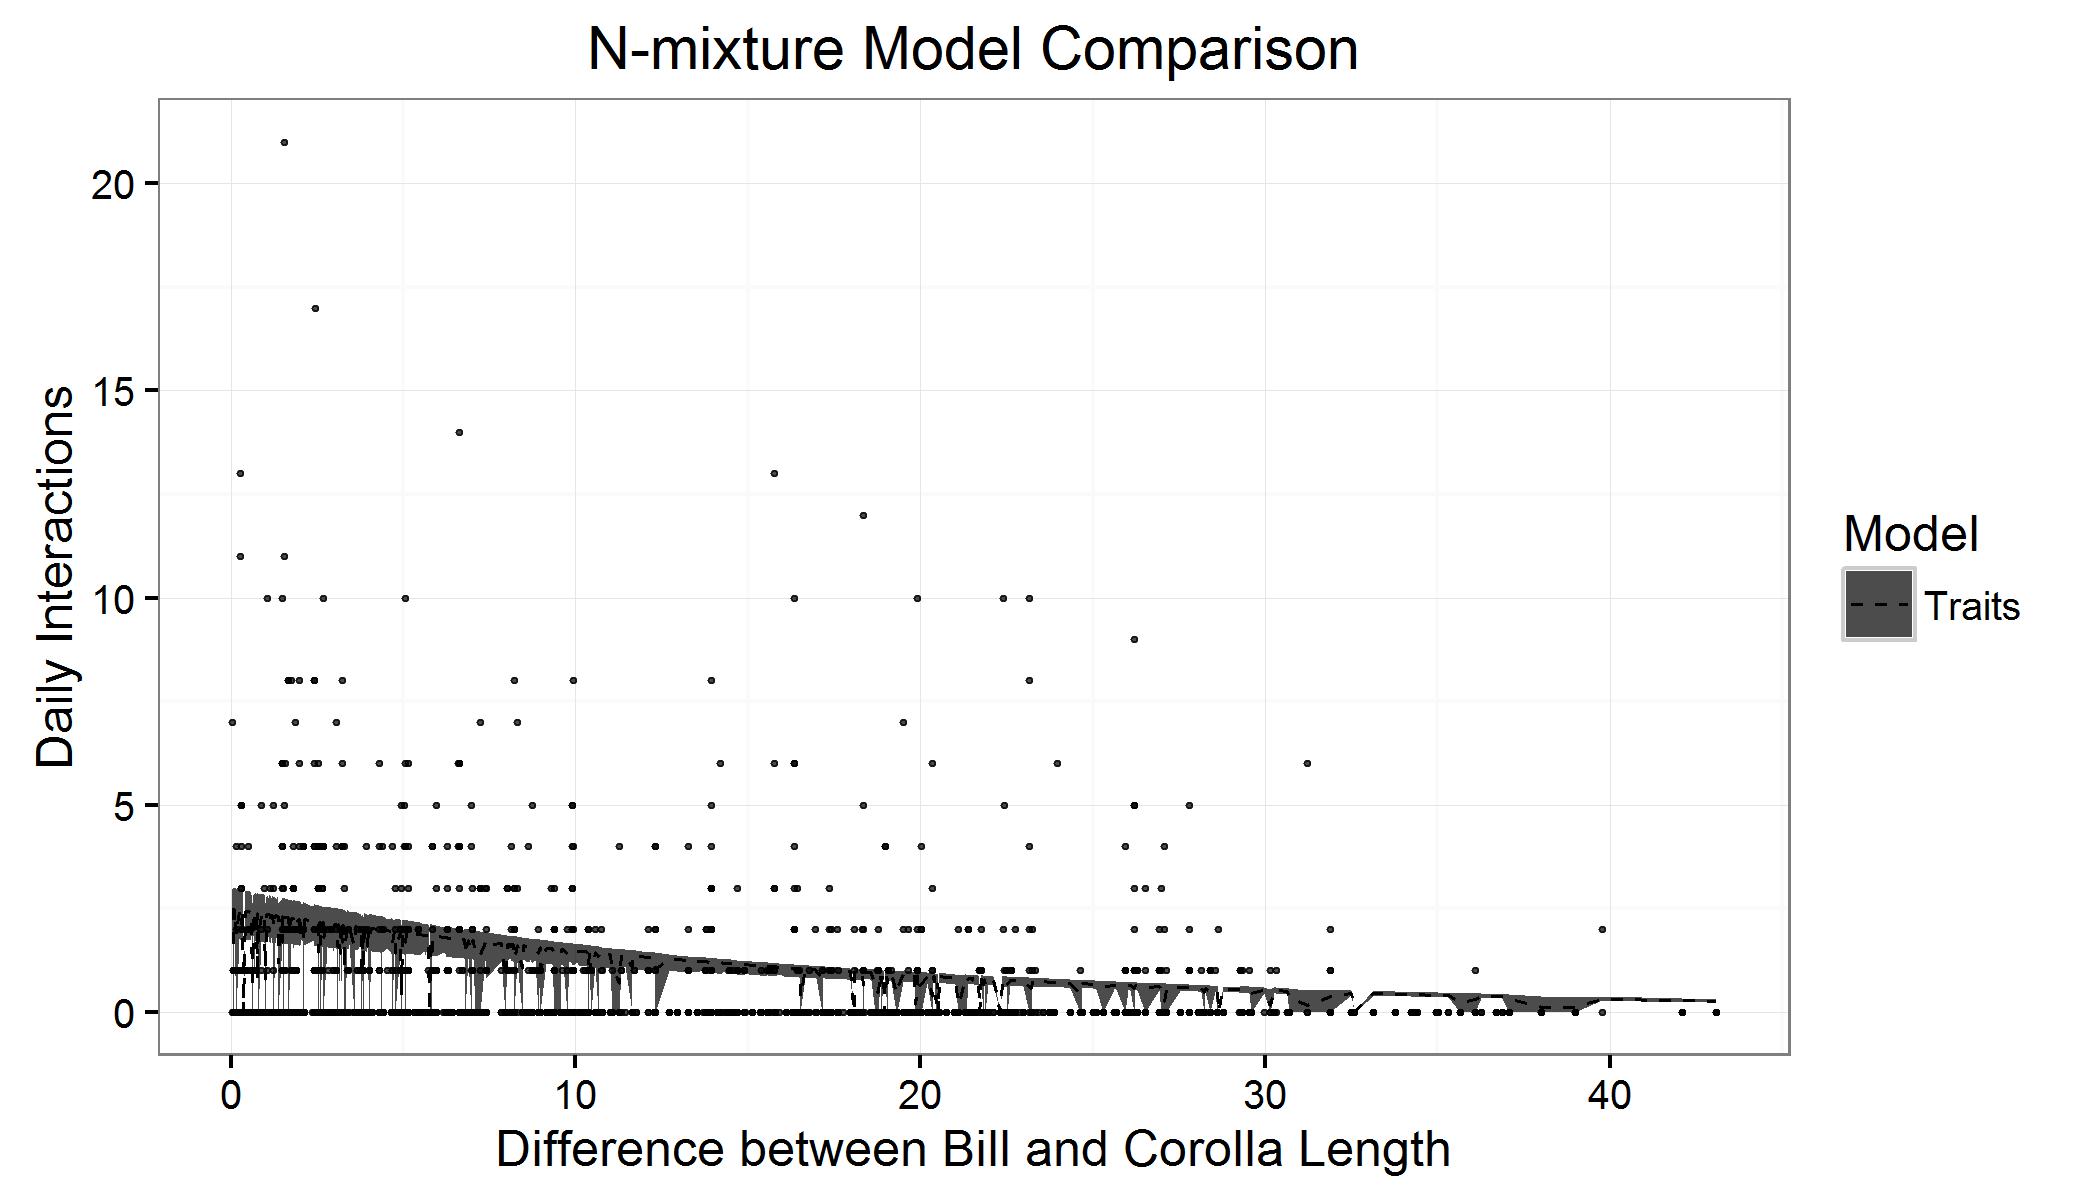 N-mixture Model Comparison
20
15
10
5
0
Daily Interactions
0 10 20 30 40
Difference between Bill and Corolla Length
Model
Traits